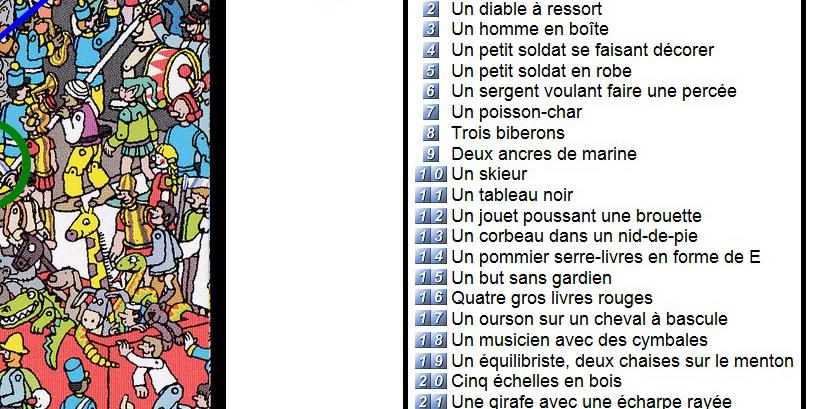 2 Un diable à ressort
3 Un homme en boîte
4 Un petit soldat se faisant décorer
5 Un petit soldat en robe
6 Un sergent voulant faire une percée
7 Un poisson-char
8 Trois biberons
9 Deux ancres de marine
10 Un skieur
11 Un tableau noir
12 Un jouet poussant une brouette
13 Un corbeau dans un nid-de-pie
14 Un pommier serre-livres en forme de E
15 Un but sans gardien
16 Quatre gros livres rouges
17 Un ourson sur un cheval à bascule
18 Un musicien avec des cymbales
19 Un équilibriste, deux chaises sur le menton
20 Cinq échelles en bois
21 Une girafe avec une écharpe rayée